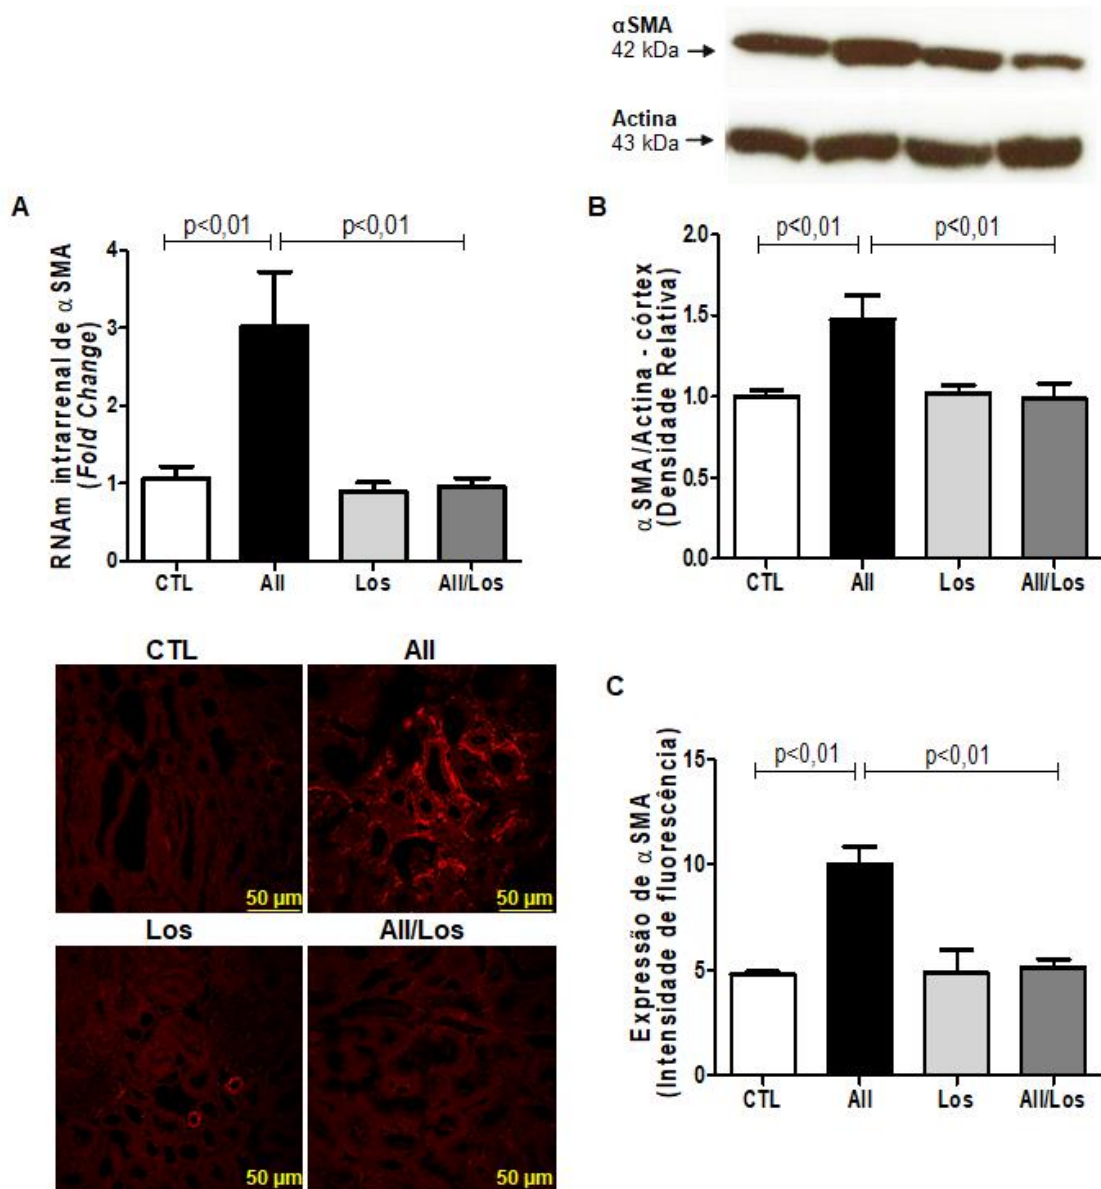 αSMA
42 kDa
Actina
43 kDa
A
p<0,01
p<0,01
RNAm intrarrenal de α SMA
(Fold Change)
4
3
2
1
0
CTL
AII
Los
AII/Los
B
p<0,01
p<0,01
α SMA/Actina - córtex
(Densidade Relativa)
2.0
1.5
1.0
0.5
0.0
CTL
AII
Los
AII/Los
CTL
AII
50 µm
50 µm
Los
AII/Los
50 µm
50 µm
C
p<0,01
p<0,01
Expressão de α SMA
(Intensidade de fluorescência)
15
10
5
0
CTL
AII
Los
AII/Los